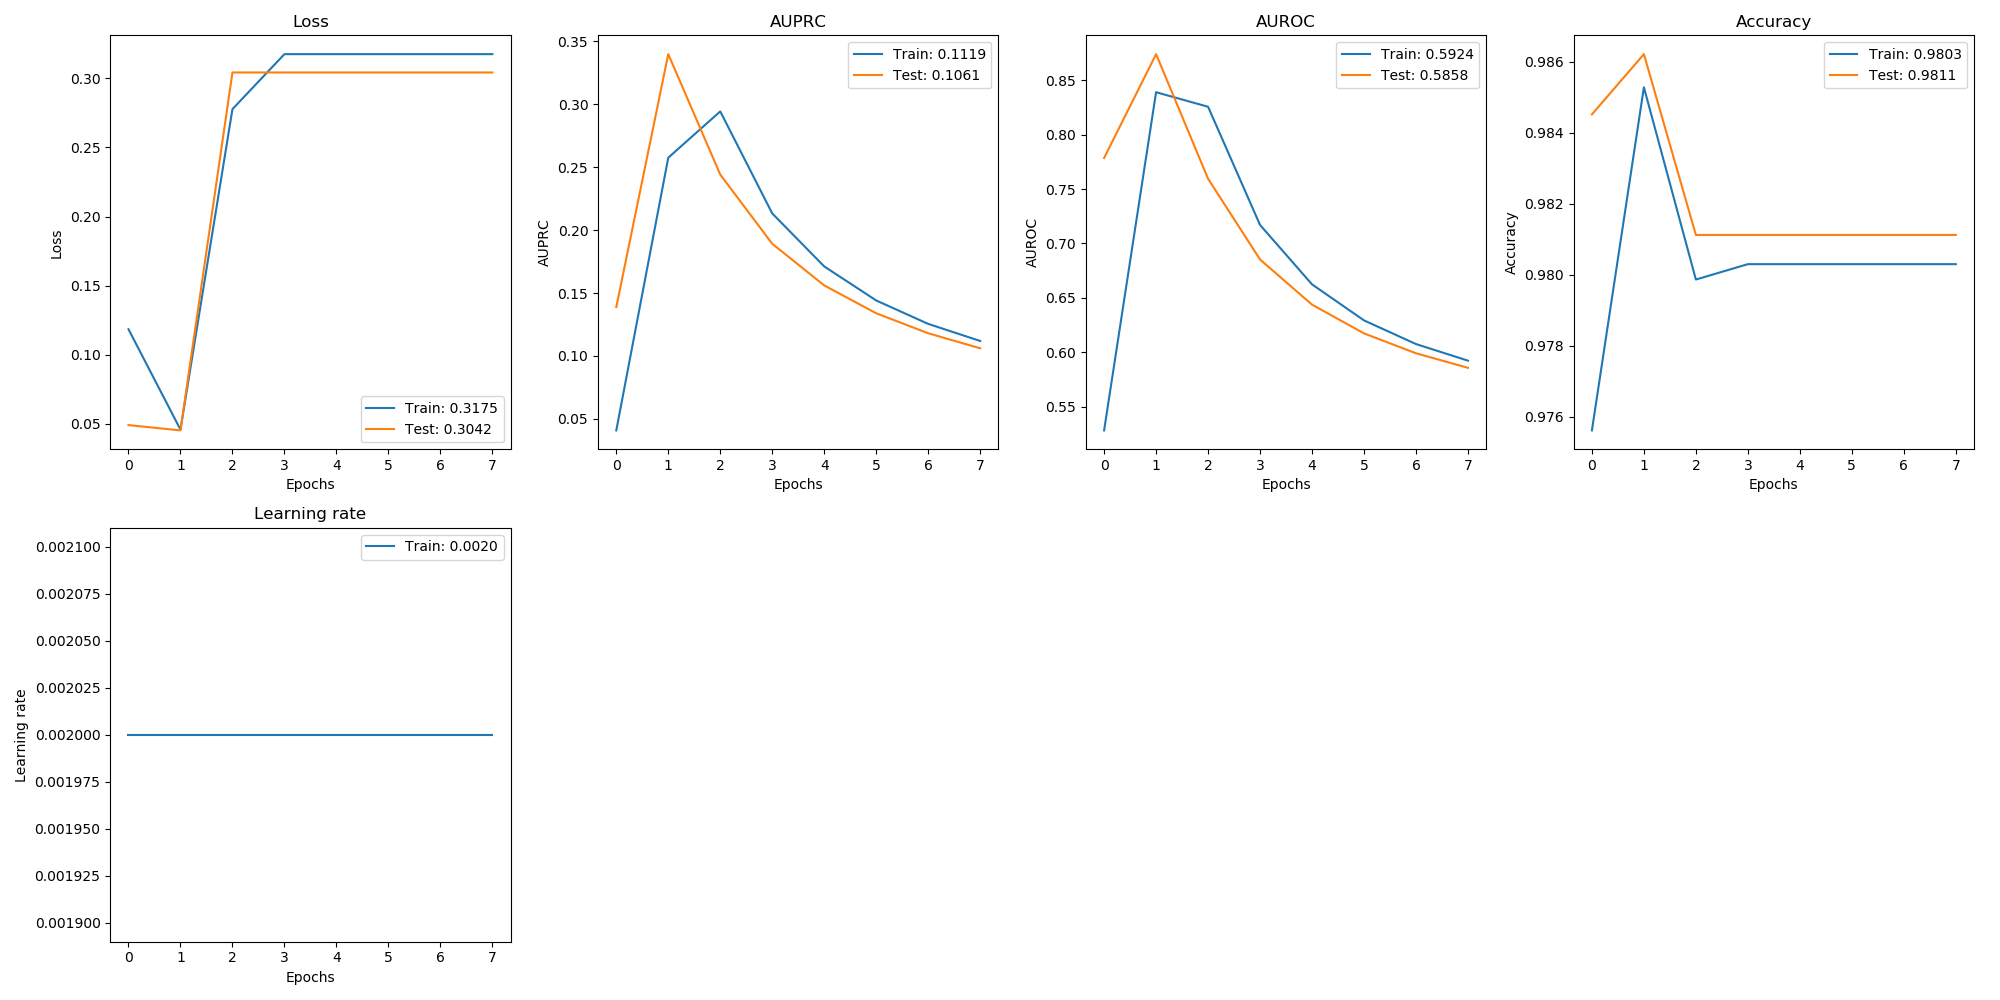 Loss
Loss
0.30
0.25
0.20
0.15
0.10
0.05
Train: 0.3175
Test: 0.3042
0 1 2 3 4 5 6 7
Epochs
AUPRC
AUPRC
0.35
0.30
0.25
0.20
0.15
0.10
0.05
Train: 0.1119
Test: 0.1061
0 1 2 3 4 5 6 7
Epochs
AUROC
AUROC
0.85
0.80
0.75
0.70
0.65
0.60
0.55
Train: 0.5924
Test: 0.5858
0 1 2 3 4 5 6 7
Epochs
Accuracy
Accuracy
0.986
0.984
0.982
0.980
0.978
0.976
Train: 0.9803
Test: 0.9811
0 1 2 3 4 5 6 7
Epochs
Learning rate
Learning rate
0.002100
0.002075
0.002050
0.002025
0.002000
0.001975
0.001950
0.001925
0.001900
Train: 0.0020
0 1 2 3 4 5 6 7
Epochs